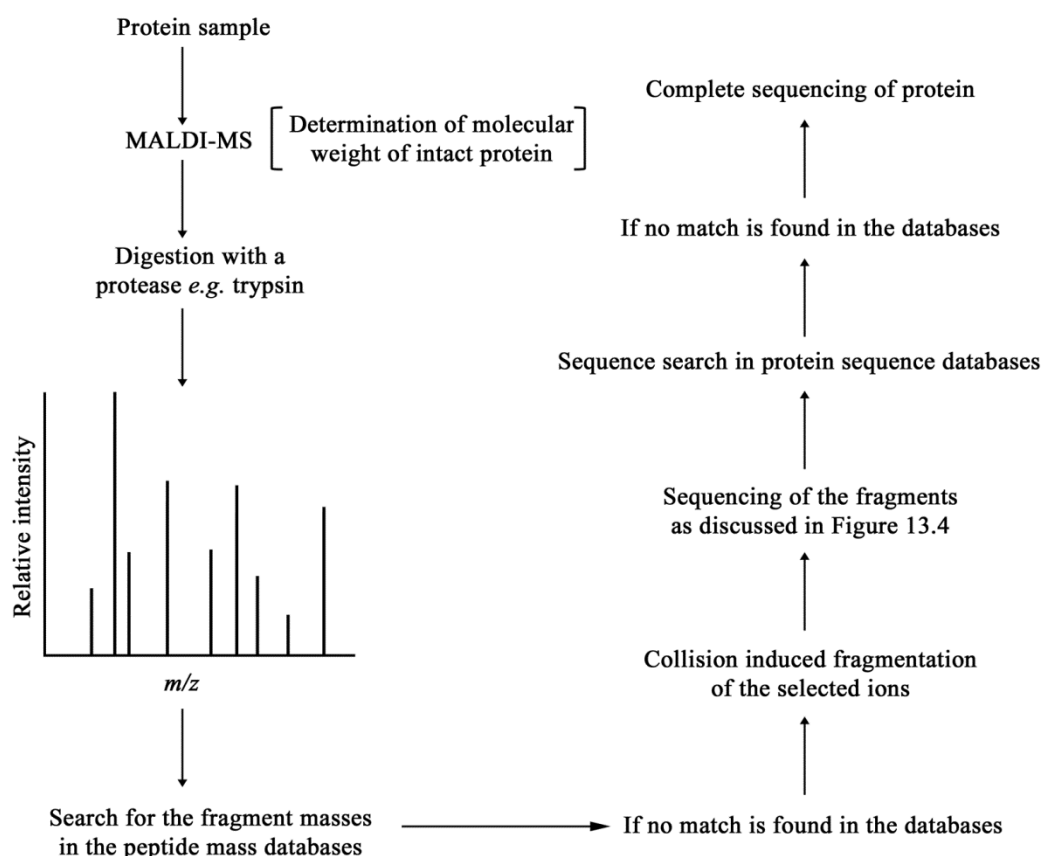 Protein sample
MALDI-MS
Determination of molecular
weight of intact protein
Digestion with a
protease e.g. trypsin
Relative intensity
m/z
Search for the fragment masses
in the peptide mass databases
If no match is found in the databases
Collision induced fragmentation
of the selected ions
Sequencing of the fragments
as discussed in Figure 13.4
Sequence search in protein sequence databases
If no match is found in the databases
Complete sequencing of protein